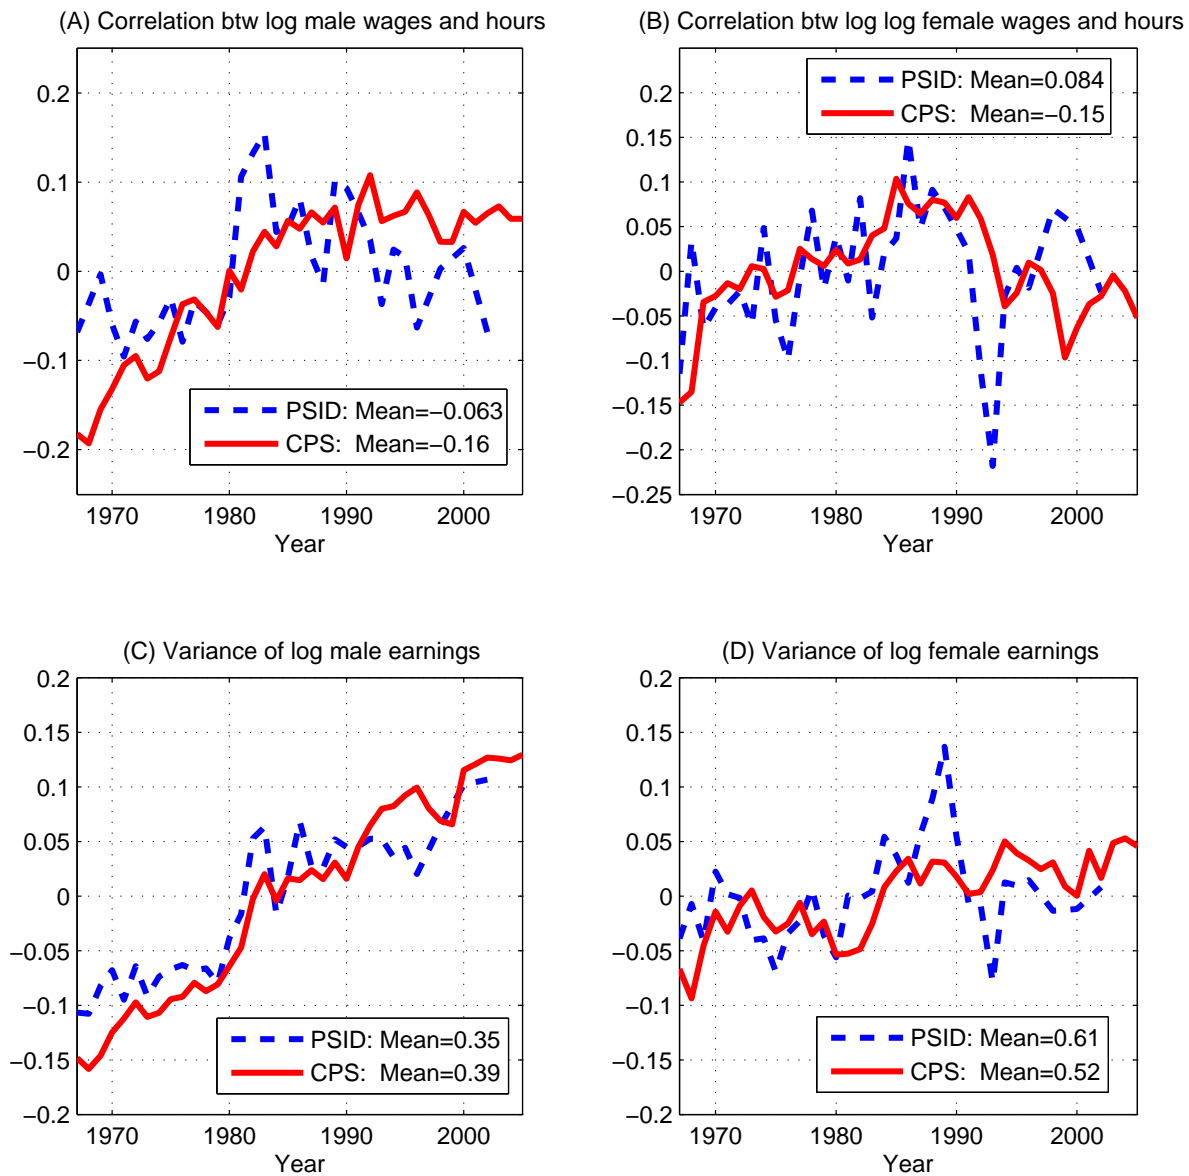 (A) Correlation btw log male wages and hours
0.2
0.1
0
−0.1
−0.2
PSID: Mean=−0.063
CPS: Mean=−0.16
1970 1980 1990 2000
Year
(B) Correlation btw log log female wages and hours
PSID: Mean=0.084
CPS: Mean=−0.15
0.2
0.15
0.1
0.05
0
−0.05
−0.1
−0.15
−0.2
−0.25
1970 1980 1990 2000
Year
(C) Variance of log male earnings
0.2
0.15
0.1
0.05
0
−0.05
−0.1
−0.15
−0.2
PSID: Mean=0.35
CPS: Mean=0.39
1970 1980 1990 2000
Year
(D) Variance of log female earnings
0.2
0.15
0.1
0.05
0
−0.05
−0.1
−0.15
−0.2
PSID: Mean=0.61
CPS: Mean=0.52
1970 1980 1990 2000
Year